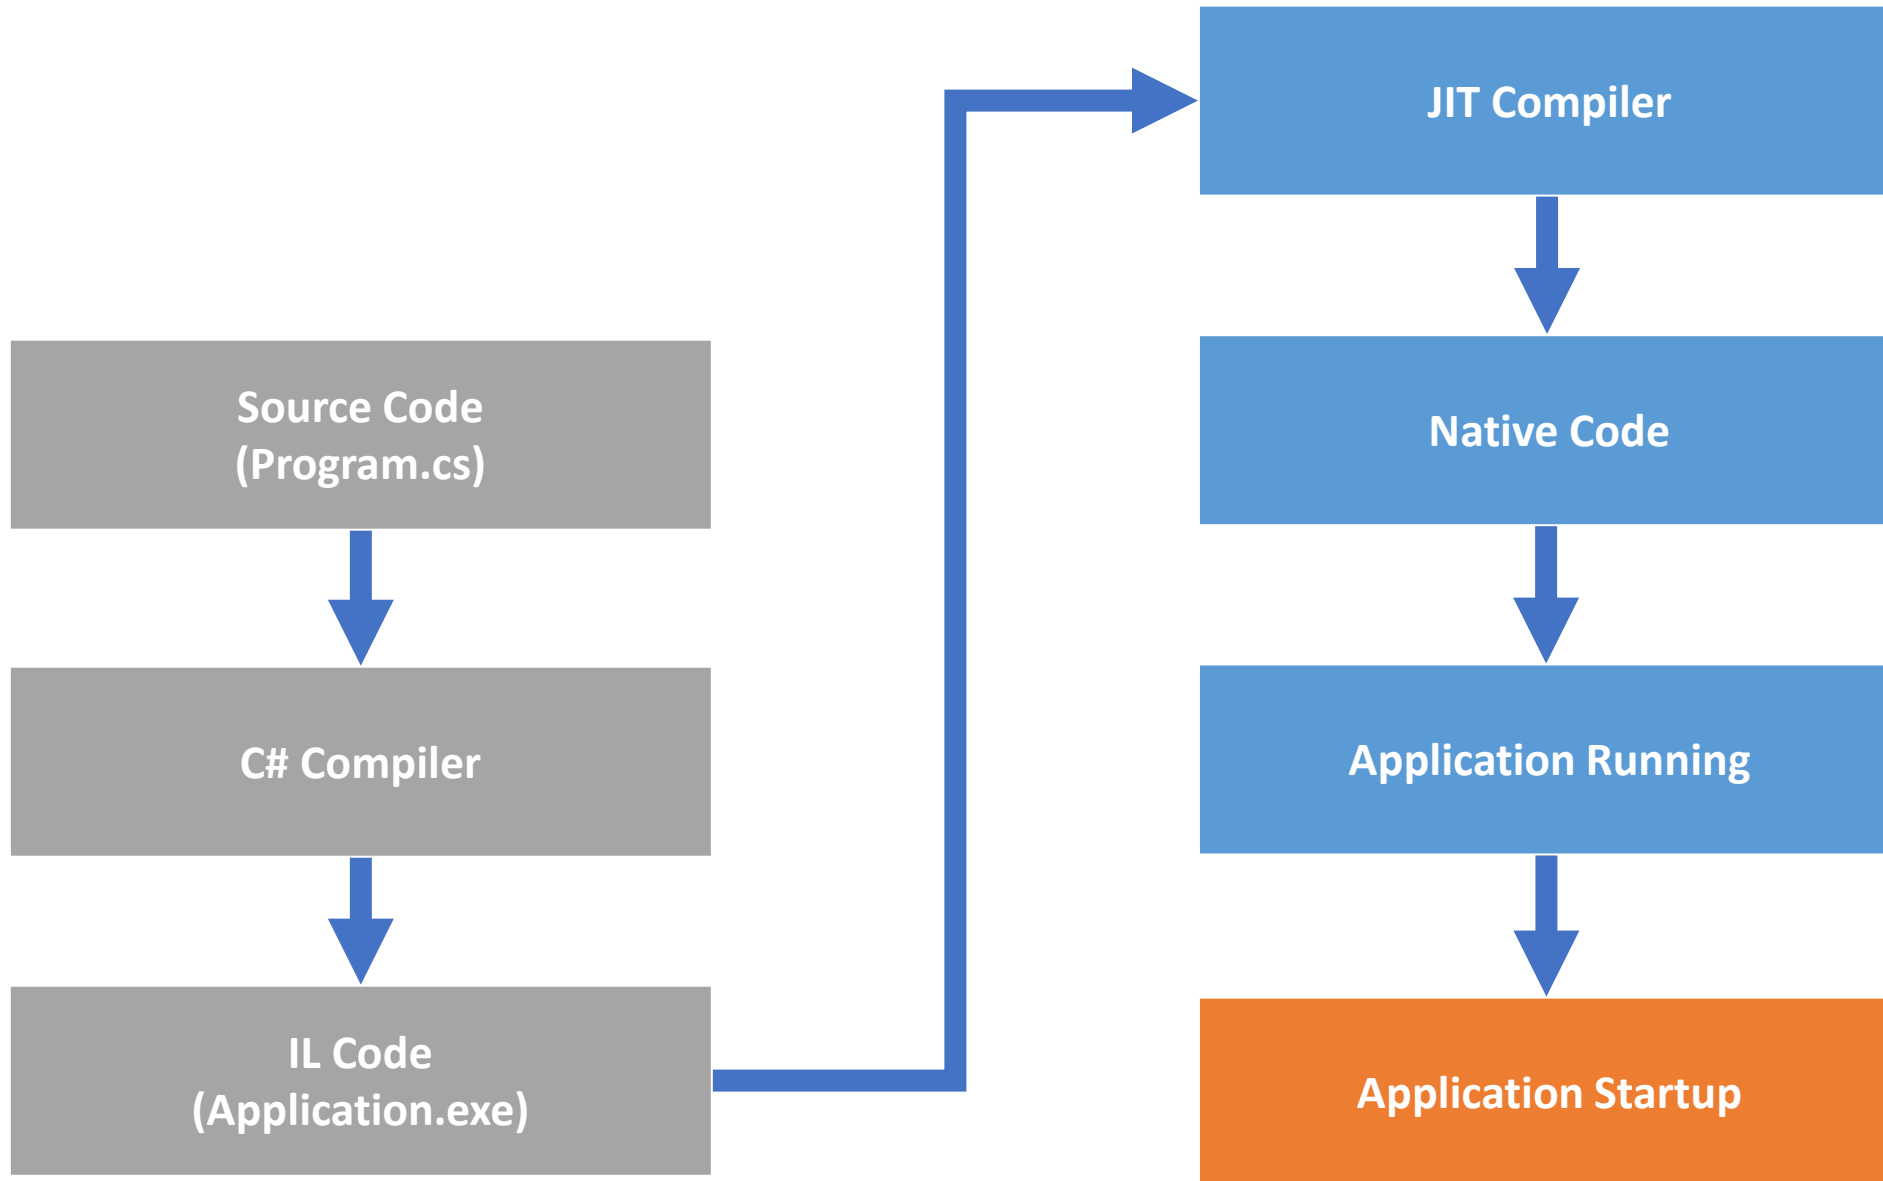 Source Code
(Program.cs)
C# Compiler
IL Code
(Application.exe)
JIT Compiler
Native Code
Application Running
Application Startup